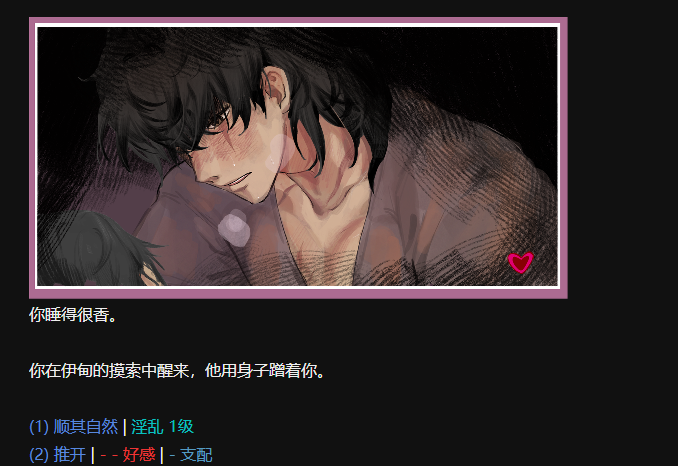 你睡得很香。
你在伊甸的摸索中醒来，他用身子蹭着你。
(1) 顺其自然 | 淫乱 1级
(2) 推开 | - - 好感 | - 支配